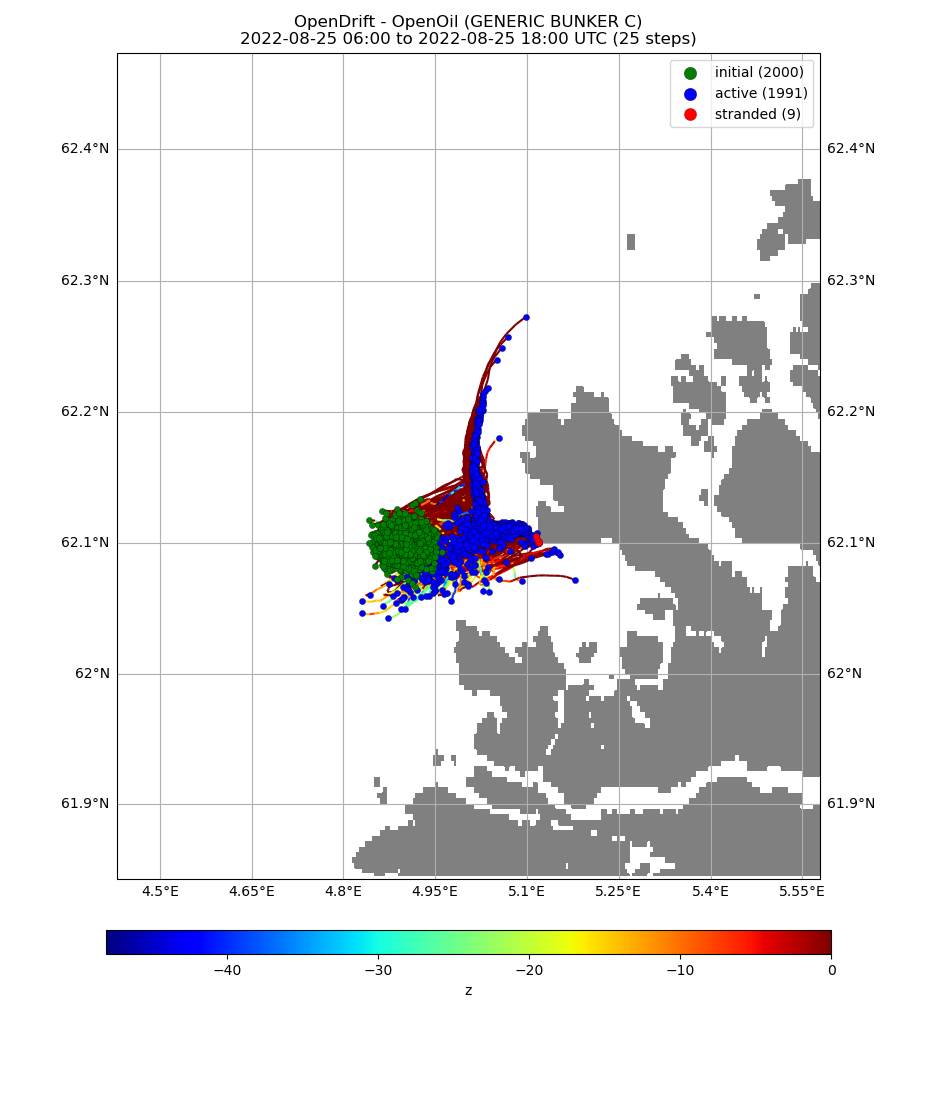 OpenDrift - OpenOil (GENERIC BUNKER C)
2022-08-25 06:00 to 2022-08-25 18:00 UTC (25 steps)
initial (2000)
active (1991)
stranded (9)
62.4°N 62.4°N
62.3°N 62.3°N
62.2°N 62.2°N
62.1°N 62.1°N
62°N 62°N
61.9°N 61.9°N
4.5°E 4.65°E 4.8°E 4.95°E 5.1°E 5.25°E 5.4°E 5.55°E
−40 −30 −20 −10 0
z